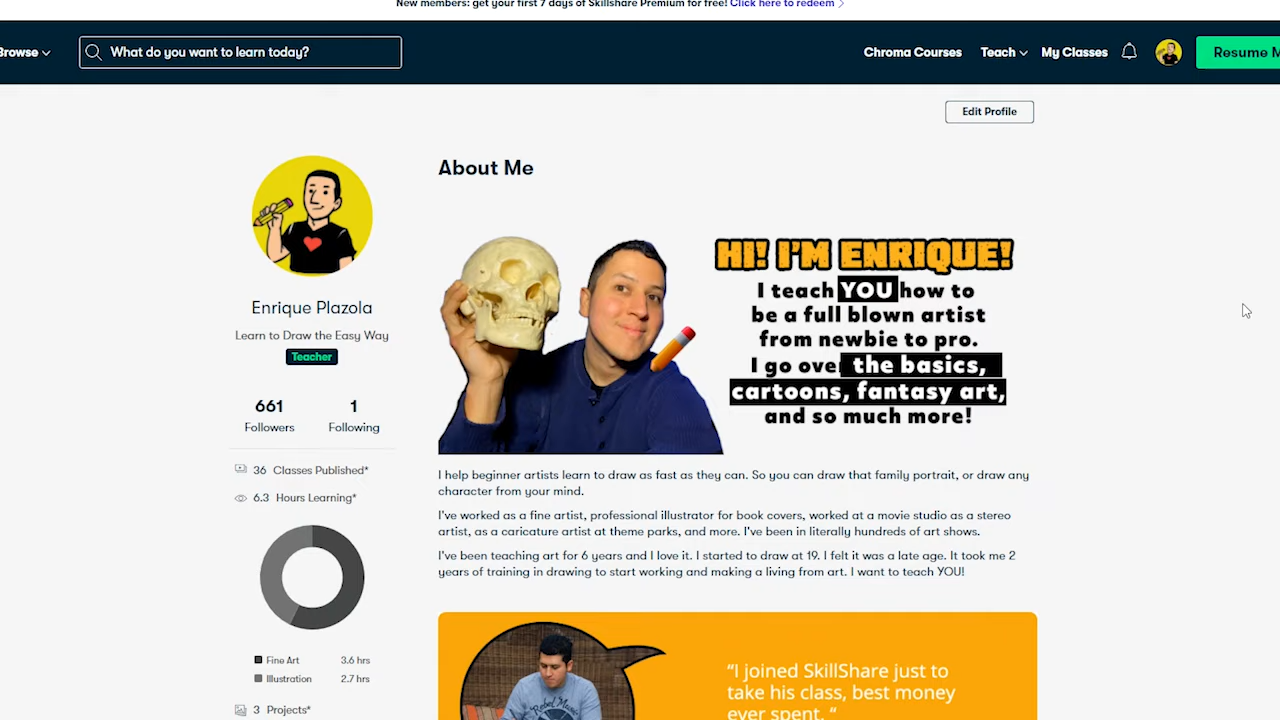 New members: get your first 7 days of Skillshare Premium for free! Click here to redeem
Browse
What do you want to learn today?
Chroma Courses
Teach
My Classes
Resume M
Edit Profile
About Me
Enrique Plazola
Learn to Draw the Easy Way
Teacher
661
Followers
1
Following
36 Classes Published*
6.3 Hours Learning*
Fine Art 3.6 hrs
Illustration 2.7 hrs
3 Projects*
HI! I'M ENRIQUE!
I teach YOU how to
be a full blown artist
from newbie to pro.
I go over the basics,
cartoons, fantasy art,
and so much more!
I help beginner artists learn to draw as fast as they can. So you can draw that family portrait, or draw any
character from your mind.
I've worked as a fine artist, professional illustrator for book covers, worked at a movie studio as a stereo
artist, as a caricature artist at theme parks, and more. I've been in literally hundreds of art shows.
I've been teaching art for 6 years and I love it. I started to draw at 19. I felt it was a late age. It took me 2
years of training in drawing to start working and making a living from art. I want to teach YOU!
"I joined SkillShare just to
take his class, best money
ever spent. "